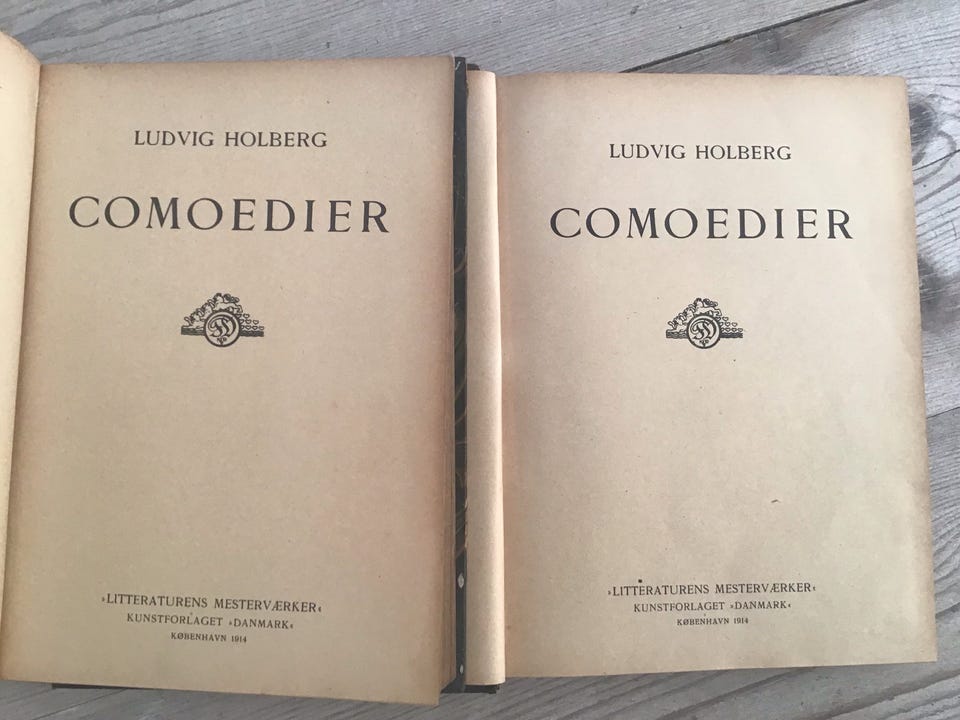 LUDVIG HOLBERG
COMOEDIER
»LITTERATURENS MESTERVÆRKER«
KUNSTFORLAGET »DANMARK«
KØBENHAVN 1914
LUDVIG HOLBERG
COMOEDIER
»LITTERATURENS MESTERVÆRKER«
KUNSTFORLAGET »DANMARK«
KØBENHAVN 1914